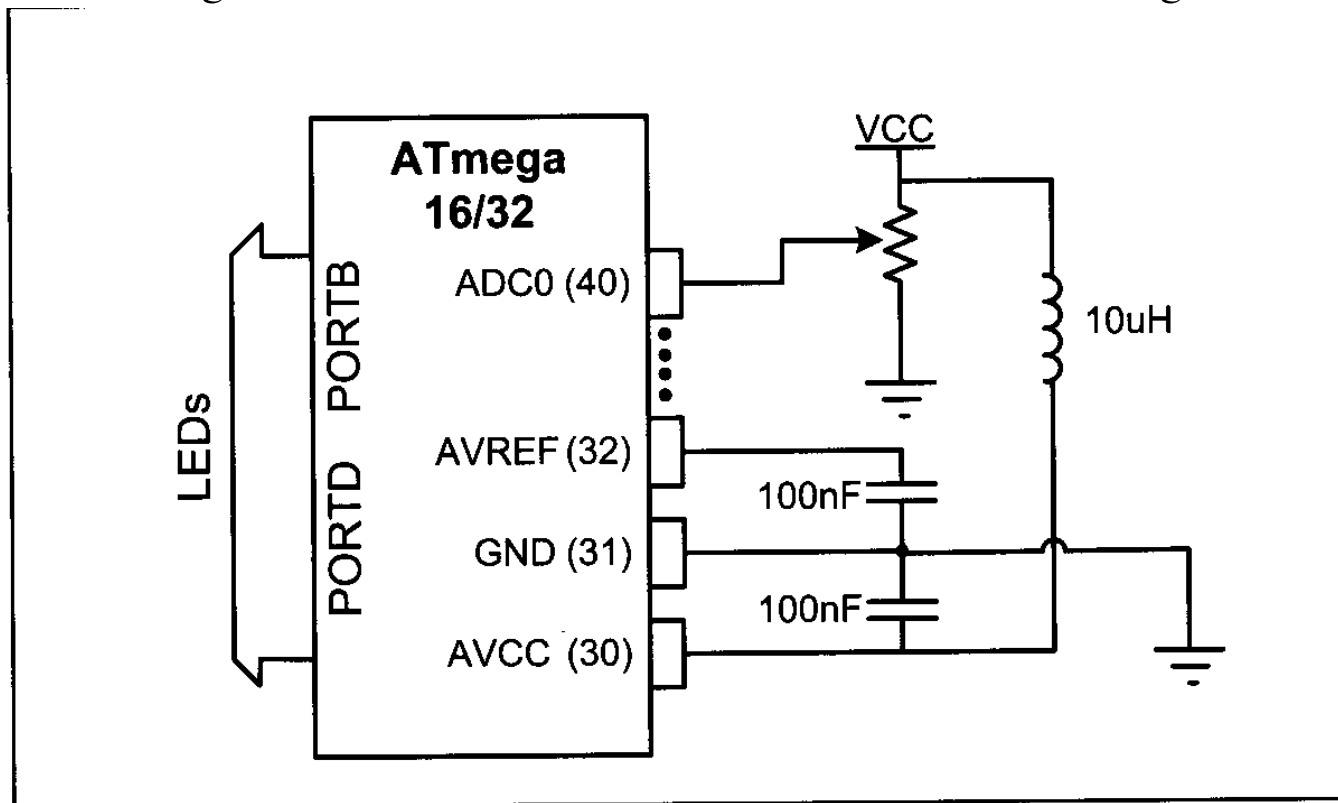 ATmega
16/32
PORTB
PORTD
LEDs
ADC0 (40)
AVREF (32)
GND (31)
AVCC (30)
VCC
10uH
100nF
100nF